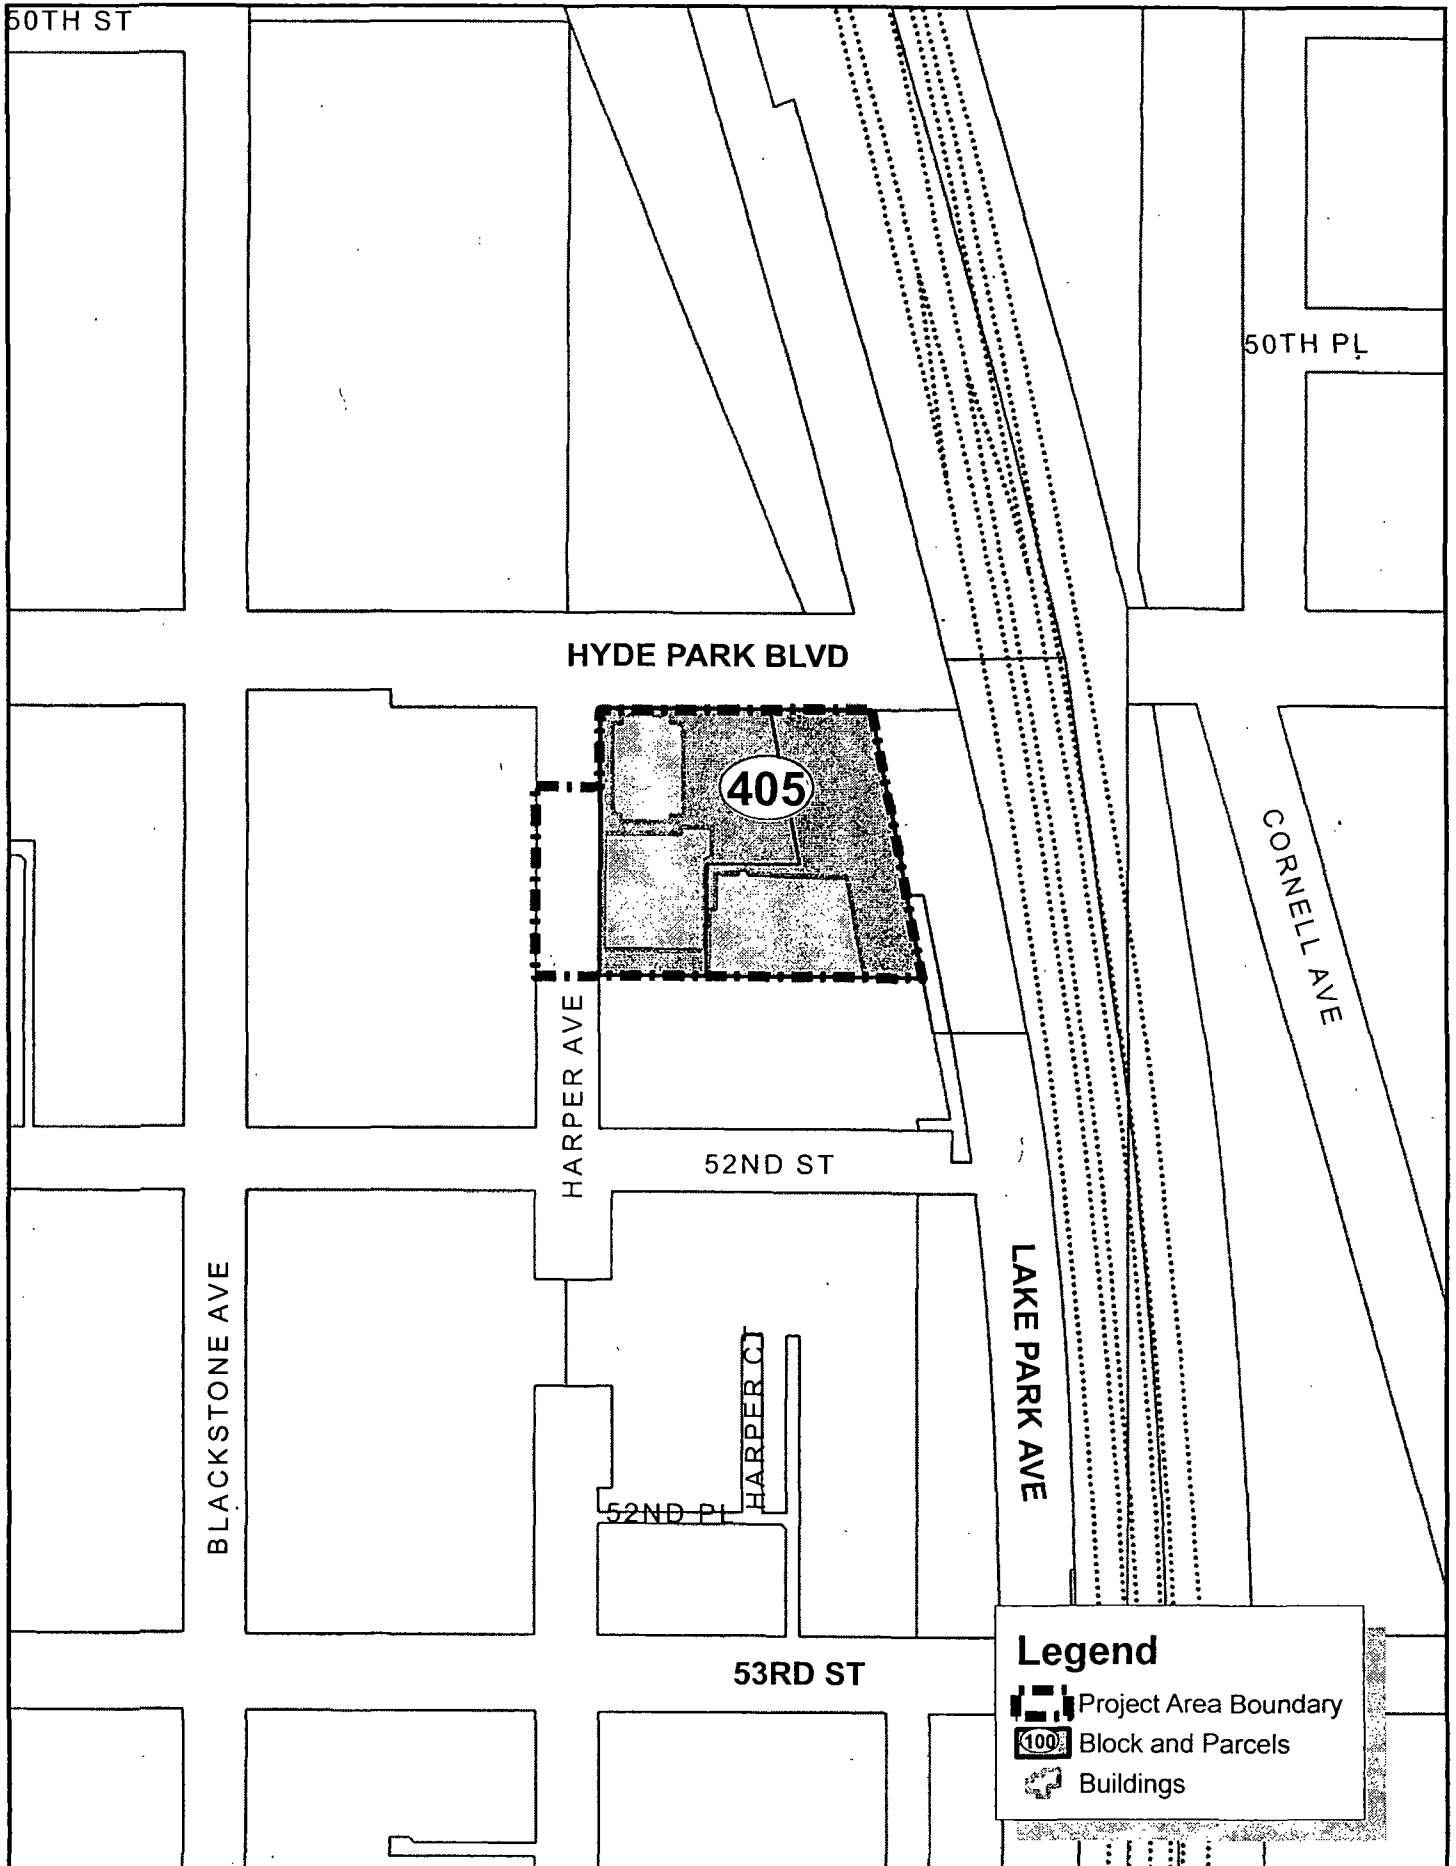 50TH ST
50TH PL
HYDE PARK BLVD
405
CORNELL AVE
HARPER AVE
52ND ST
BLACKSTONE AVE
LAKE PARK AVE
HARPER CT
52ND PL
53RD ST
Legend
Project Area Boundary
100 Block and Parcels
Buildings